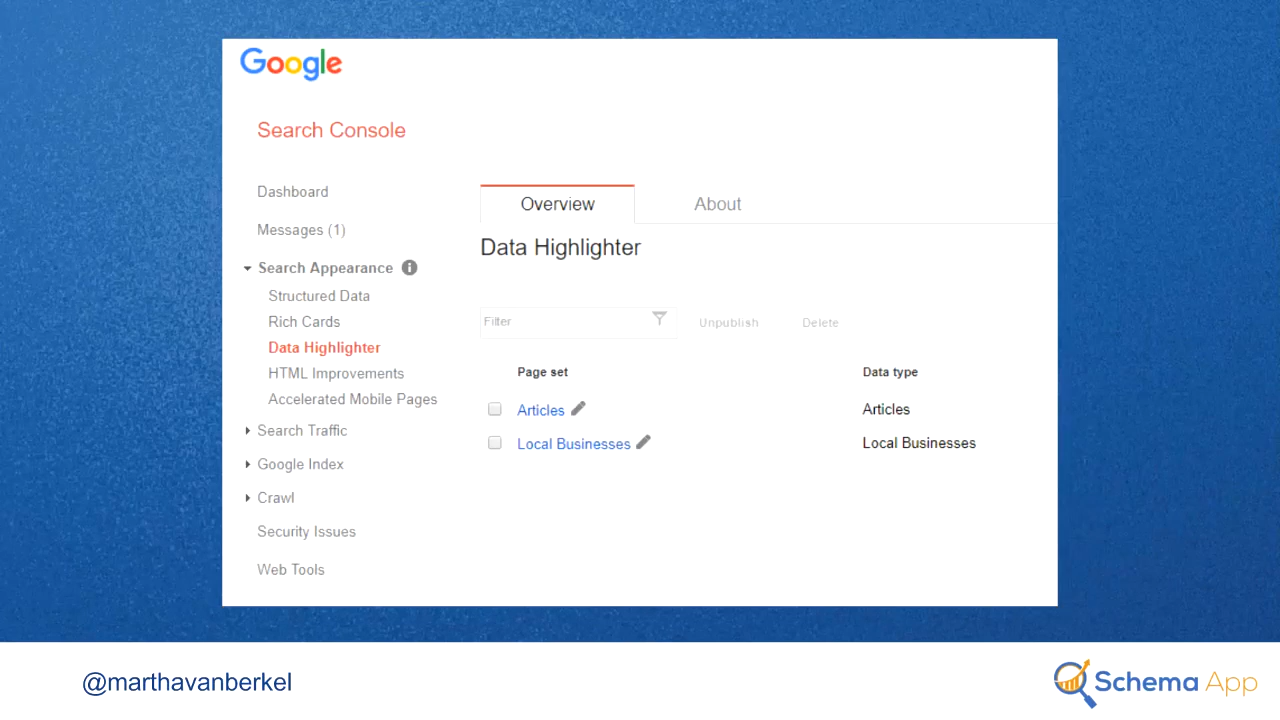 Google
Search Console
Dashboard
Messages (1)
Search Appearance
Structured Data
Rich Cards
Data Highlighter
HTML Improvements
Accelerated Mobile Pages
Search Traffic
Google Index
Crawl
Security Issues
Web Tools
Overview About
Data Highlighter
Filter Unpublish Delete
Page set Data type
Articles Articles
Local Businesses Local Businesses
@marthavanberkel
Schema App